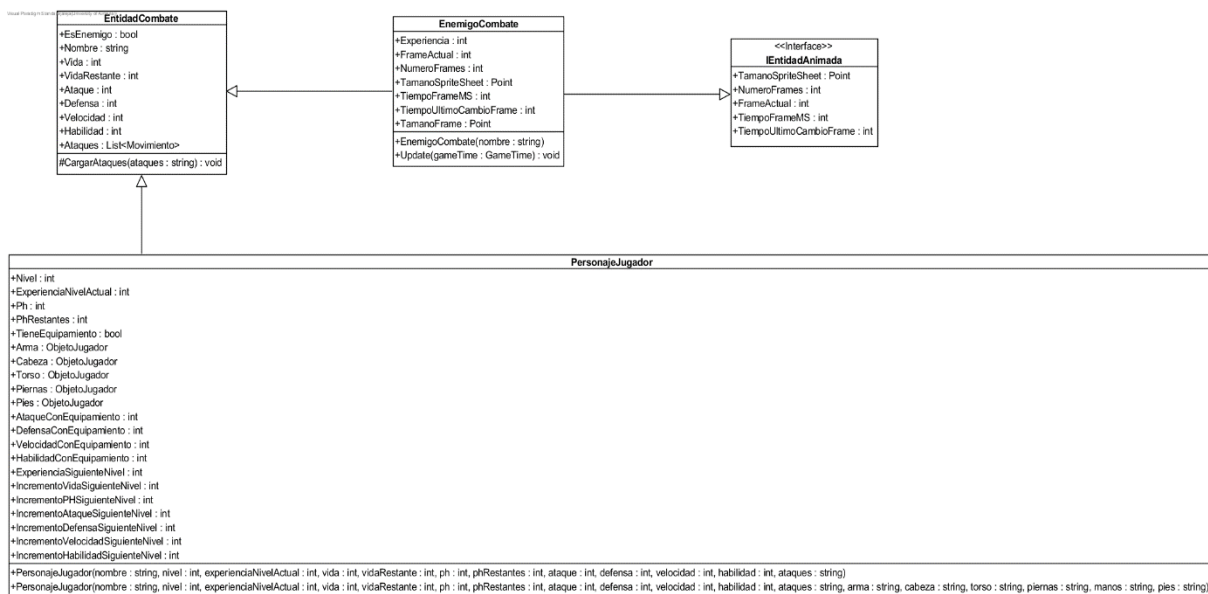 EntidadCombate
+EsEnemigo : bool
+Nombre : string
+Vida : int
+VidaRestante : int
+Ataque : int
+Defensa : int
+Velocidad : int
+Habilidad : int
+Ataques : List<Movimiento>
#CargarAtaques(ataques : string) : void
EnemigoCombate
+Experiencia : int
+FrameActual : int
+NumeroFrames : int
+TamanoSpriteSheet : Point
+TiempoFrameMS : int
+TiempoUltimoCambioFrame : int
+TamanoFrame : Point
+EnemigoCombate(nombre : string)
+Update(gameTime : GameTime) : void
<<Interface>>
IEntidadAnimada
+TamanoSpriteSheet : Point
+NumeroFrames : int
+FrameActual : int
+TiempoFrameMS : int
+TiempoUltimoCambioFrame : int
PersonajeJugador
+Nivel : int
+ExperienciaNivelActual : int
+Ph : int
+PhRestantes : int
+TieneEquipamiento : bool
+Arma : ObjetoJugador
+Cabeza : ObjetoJugador
+Torso : ObjetoJugador
+Piernas : ObjetoJugador
+Pies : ObjetoJugador
+AtaqueConEquipamiento : int
+DefensaConEquipamiento : int
+VelocidadConEquipamiento : int
+HabilidadConEquipamiento : int
+ExperienciaSiguienteNivel : int
+IncrementoVidaSiguienteNivel : int
+IncrementoPHSiguienteNivel : int
+IncrementoAtaqueSiguienteNivel : int
+IncrementoDefensaSiguienteNivel : int
+IncrementoVelocidadSiguienteNivel : int
+IncrementoHabilidadSiguienteNivel : int
+PersonajeJugador(nombre : string, nivel : int, experienciaNivelActual : int, vida : int, vidaRestante : int, ph : int, phRestantes : int, ataque : int, defensa : int, velocidad : int, habilidad : int, ataques : string)
+PersonajeJugador(nombre : string, nivel : int, experienciaNivelActual : int, vida : int, vidaRestante : int, ph : int, phRestantes : int, ataque : int, defensa : int, velocidad : int, habilidad : int, ataques : string, arma : string, cabeza : string, torso : string, piernas : string, manos : string, pies : string)